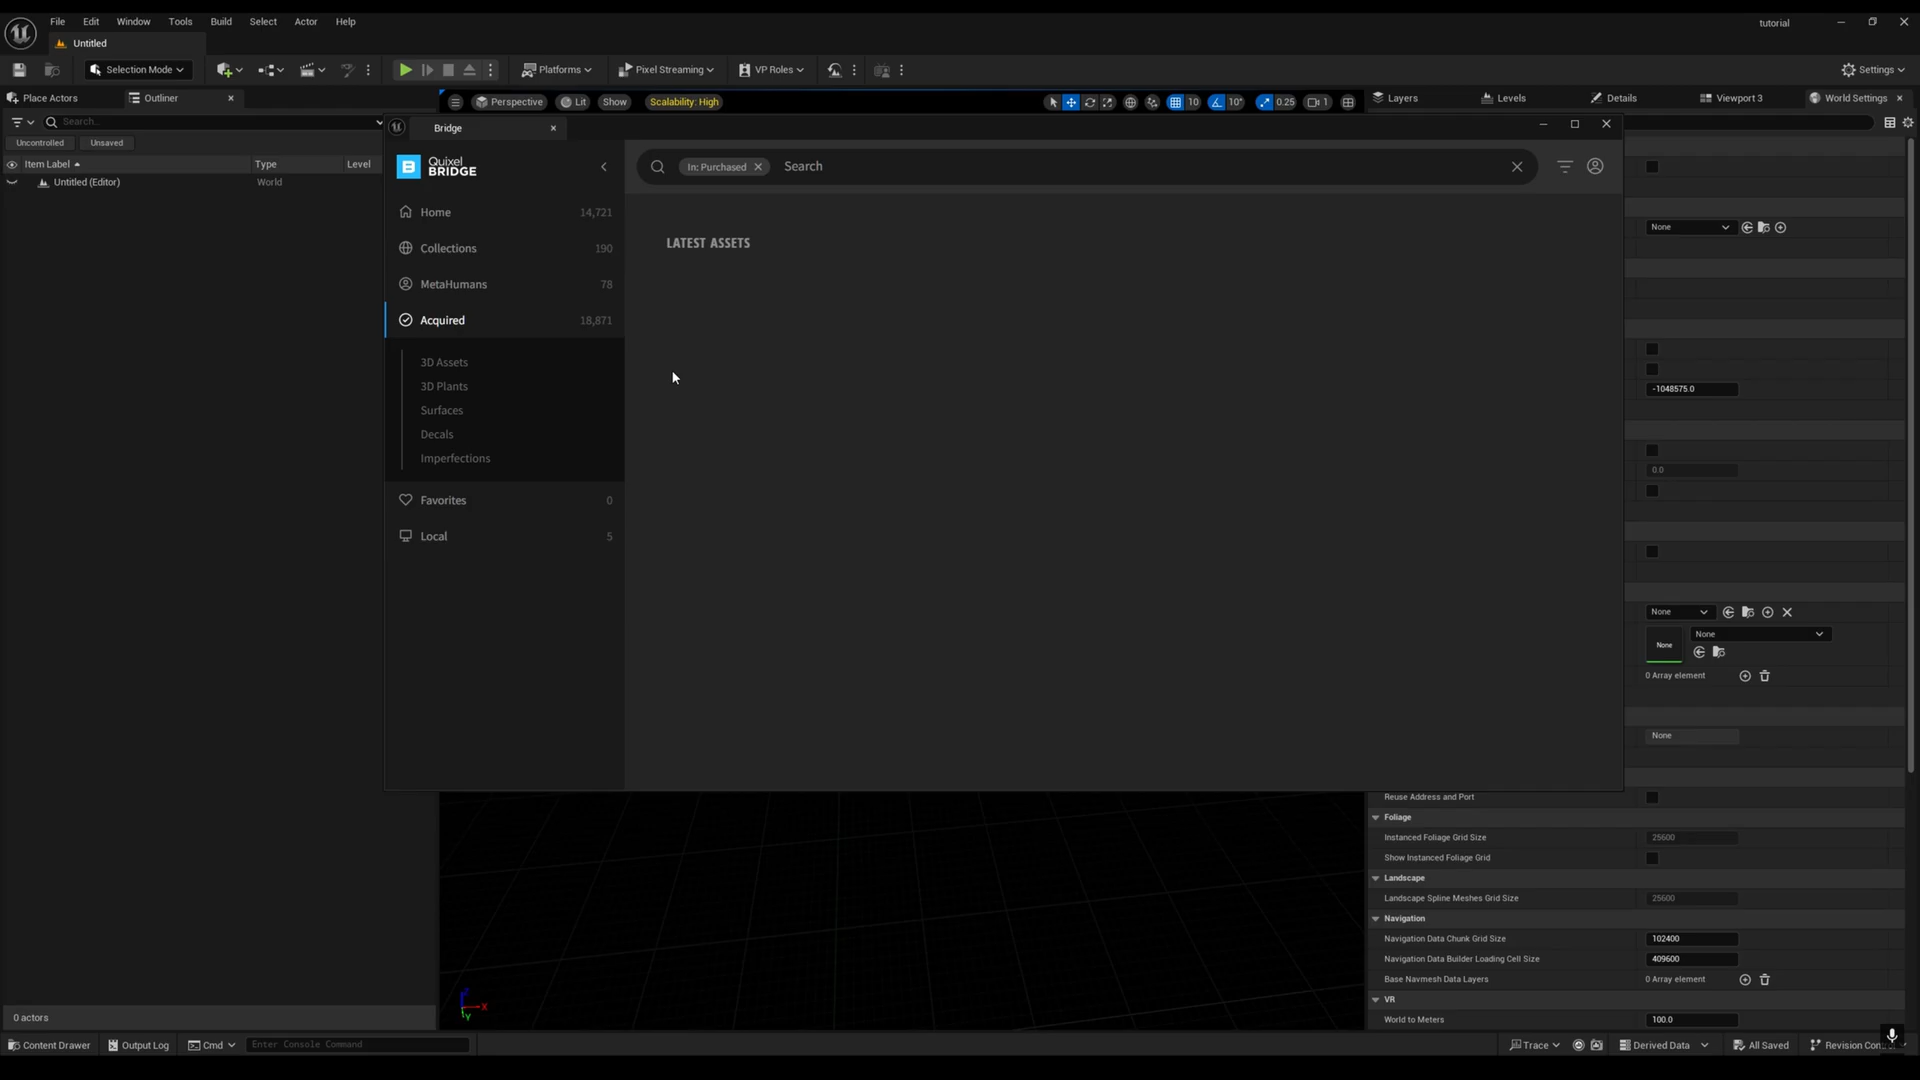 File Edit Window Tools Build Select Actor Help
tutorial
Untitled
Selection Mode
Platforms
Pixel Streaming
VP Roles
Settings
Place Actors
Outliner
Perspective
Lit
Show
Scalability: High
10
10°
0.25
1
Layers
Levels
Details
Viewport 3
World Settings
Search...
Uncontrolled
Unsaved
Item Label
Type
Level
Untitled (Editor)
World
Bridge
Quixel
BRIDGE
In: Purchased
Search
Home 14,721
Collections 190
MetaHumans 78
Acquired 18,871
3D Assets
3D Plants
Surfaces
Decals
Imperfections
Favorites 0
Local 5
LATEST ASSETS
None
-1048575.0
0.0
None
None
None
0 Array element
None
Reuse Address and Port
Foliage
Instanced Foliage Grid Size 25600
Show Instanced Foliage Grid
Landscape
Landscape Spline Meshes Grid Size 25600
Navigation
Navigation Data Chunk Grid Size 102400
Navigation Data Builder Loading Cell Size 409600
Base Navmesh Data Layers 0 Array element
VR
World to Meters 100.0
Z
X
Y
0 actors
Content Drawer
Output Log
Cmd
Enter Console Command
Trace
Derived Data
All Saved
Revision